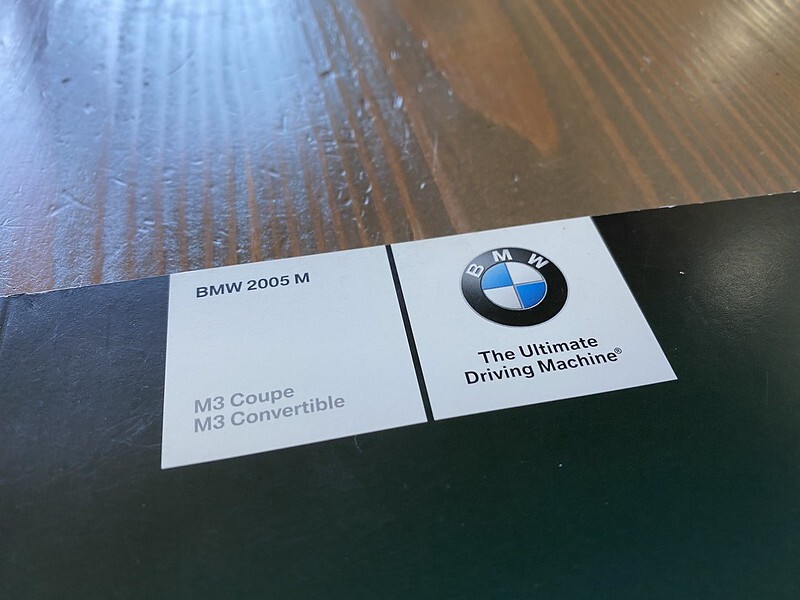 BMW 2005 M
M3 Coupe
M3 Convertible
BMW
The Ultimate
Driving Machine®